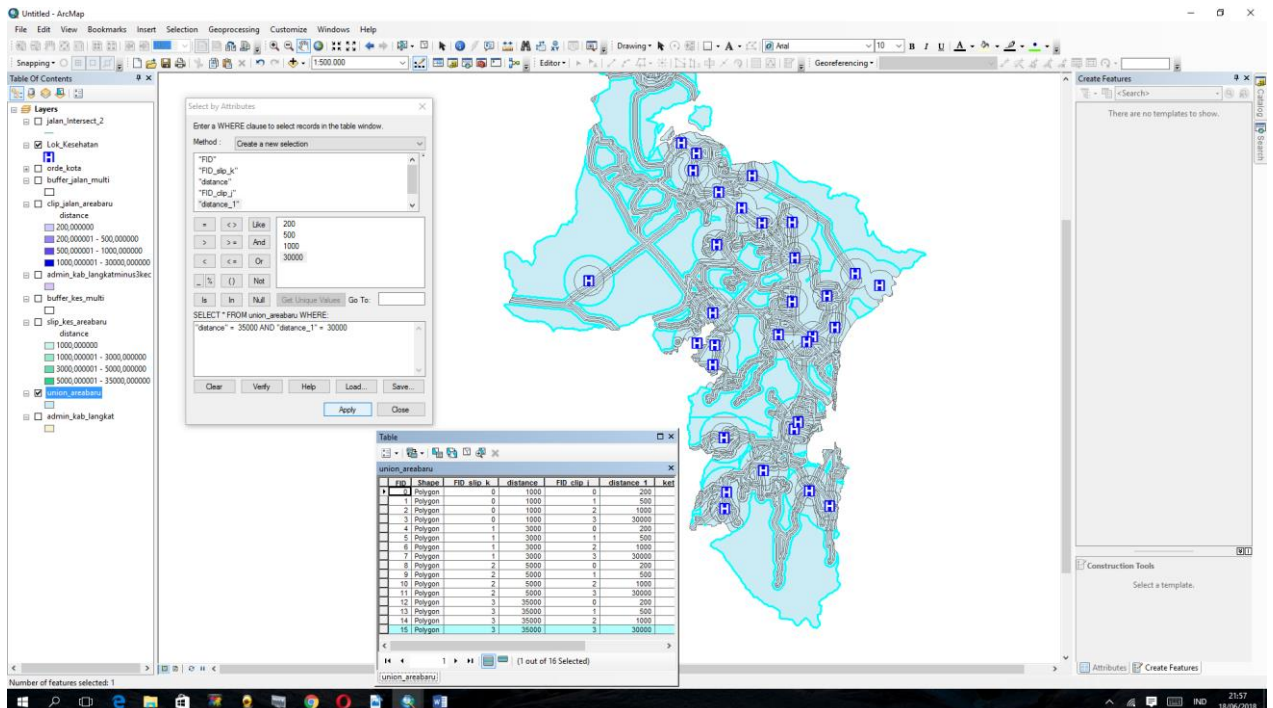 Untitled - ArcMap
File Edit View Bookmarks Insert Selection Geoprocessing Customize Windows Help
Drawing Arial 10 B I U A
Snapping 1:500.000 Editor Georeferencing
Table Of Contents
Layers
jalan_Intersect_2
Lok_Kesehatan
H
orde_kota
buffer_jalan_multi
clip_jalan_areabaru
distance
200,000000
200,000001 - 500,000000
500,000001 - 1000,000000
1000,000001 - 30000,000000
admin_kab_langkatminus3kec
buffer_kes_multi
slip_kes_areabaru
distance
1000,000000
1000,000001 - 3000,000000
3000,000001 - 5000,000000
5000,000001 - 35000,000000
union_areabaru
admin_kab_langkat
Select by Attributes
Enter a WHERE clause to select records in the table window.
Method : Create a new selection
"FID"
"FID_slip_k"
"distance"
"FID_clip_j"
"distance_1"
= < > Like
> > = And
< < = Or
_ % () Not
Is In Null Get Unique Values Go To:
200
500
1000
30000
SELECT * FROM union_areabaru WHERE:
"distance" = 35000 AND "distance_1" = 30000
Clear Verify Help Load... Save...
Apply Close
Table
union_areabaru
FID Shape FID_slip_k distance FID_clip_j distance_1 ket
0 Polygon 0 1000 0 200
1 Polygon 0 1000 1 500
2 Polygon 0 1000 2 1000
3 Polygon 0 1000 3 30000
4 Polygon 1 3000 0 200
5 Polygon 1 3000 1 500
6 Polygon 1 3000 2 1000
7 Polygon 1 3000 3 30000
8 Polygon 2 5000 0 200
9 Polygon 2 5000 1 500
10 Polygon 2 5000 2 1000
11 Polygon 2 5000 3 30000
12 Polygon 3 35000 0 200
13 Polygon 3 35000 1 500
14 Polygon 3 35000 2 1000
15 Polygon 3 35000 3 30000
1 (1 out of 16 Selected)
union_areabaru
Create Features
<Search>
There are no templates to show.
Construction Tools
Select a template.
Attributes Create Features
Catalog
Search
Number of features selected: 1
IND
21:57
18/06/2018